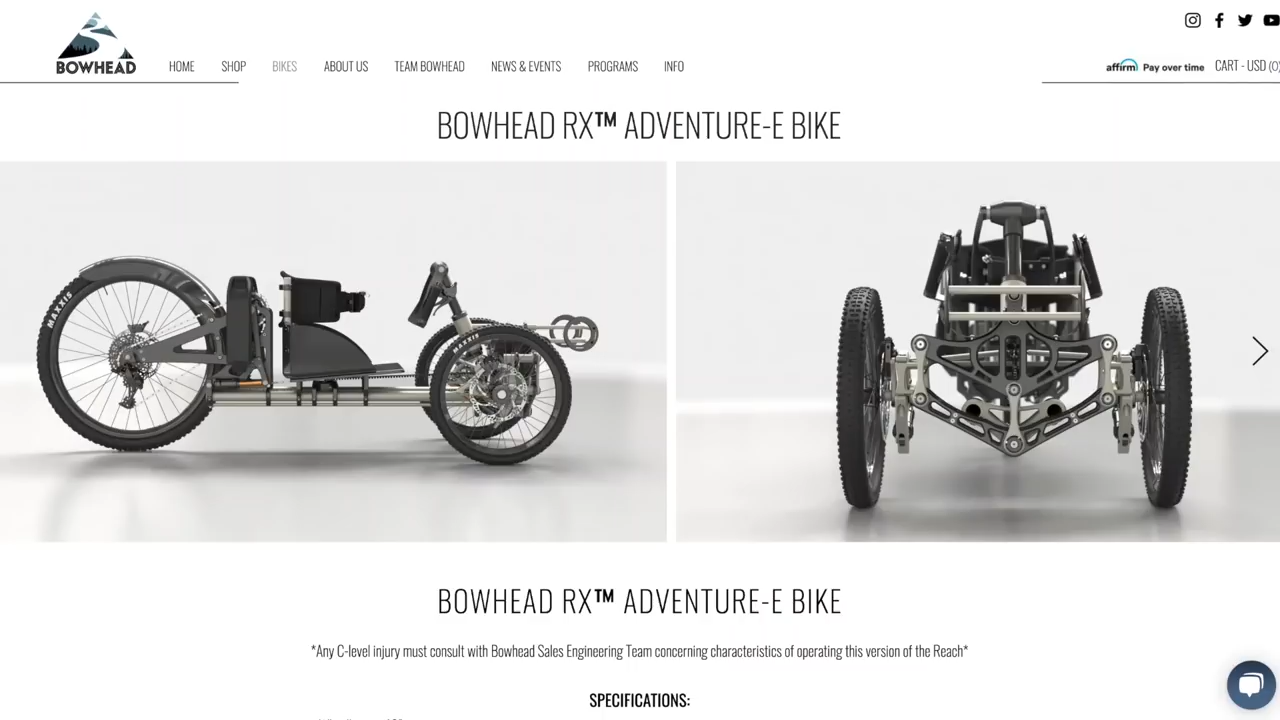 BOWHEAD
HOME SHOP BIKES ABOUT US TEAM BOWHEAD NEWS & EVENTS PROGRAMS INFO
affirm Pay over time CART - USD (0)
BOWHEAD RX™ ADVENTURE-E BIKE
MAXXIS
MAXXIS
BOWHEAD RX™ ADVENTURE-E BIKE
*Any C-level injury must consult with Bowhead Sales Engineering Team concerning characteristics of operating this version of the Reach*
SPECIFICATIONS: